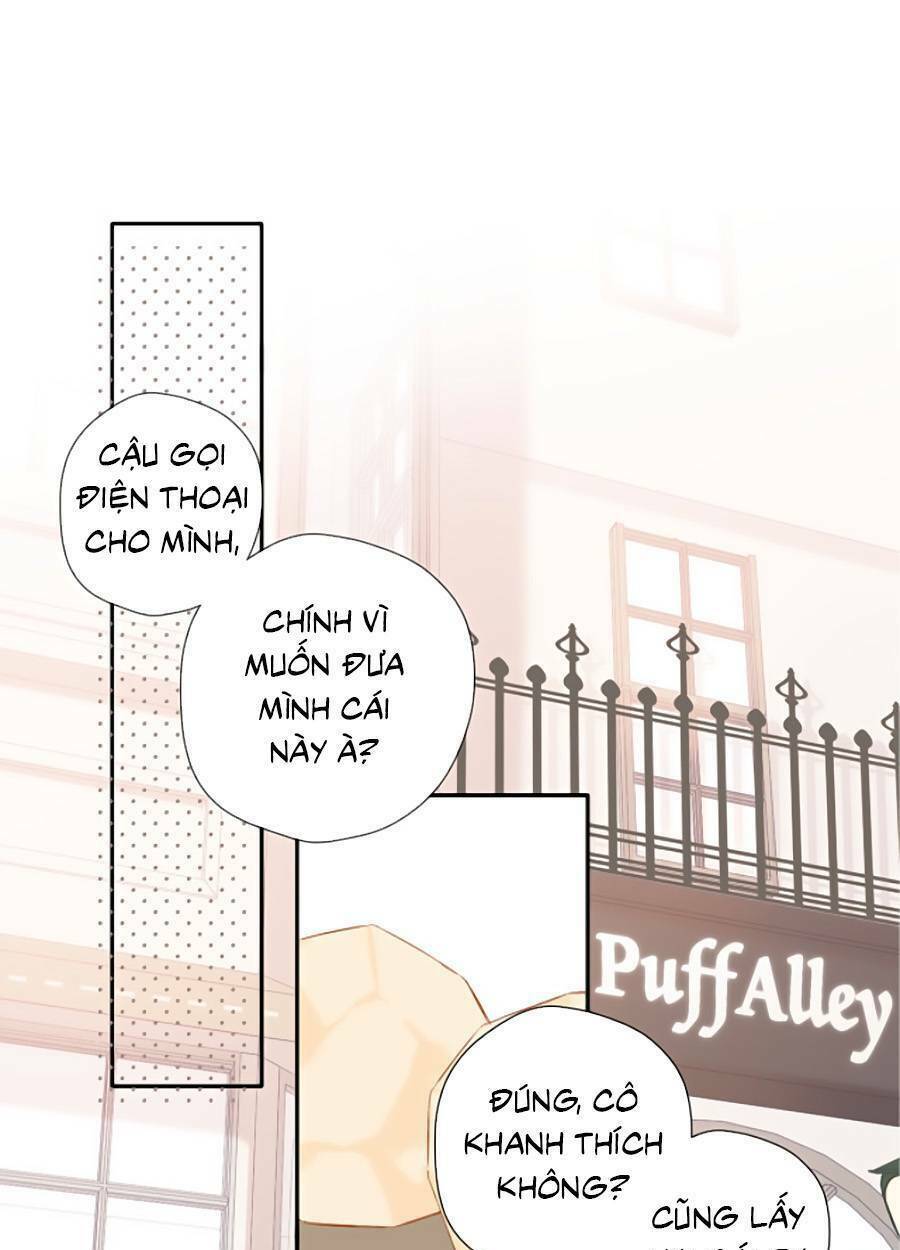 CẬU GỌI
ĐIỆN THOẠI
CHO MÌNH,
CHÍNH VÌ
MUỐN ĐƯA
MÌNH CÁI
NÀY À?
PuffAlley
ĐÚNG, CÔ
KHANH THÍCH
KHÔNG?
CŨNG LẤY